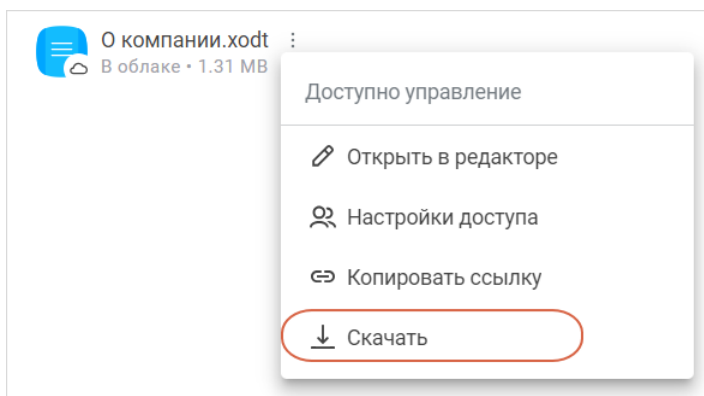 О компании.xodt
В облаке • 1.31 MB
Доступно управление
Открыть в редакторе
Настройки доступа
Копировать ссылку
Скачать